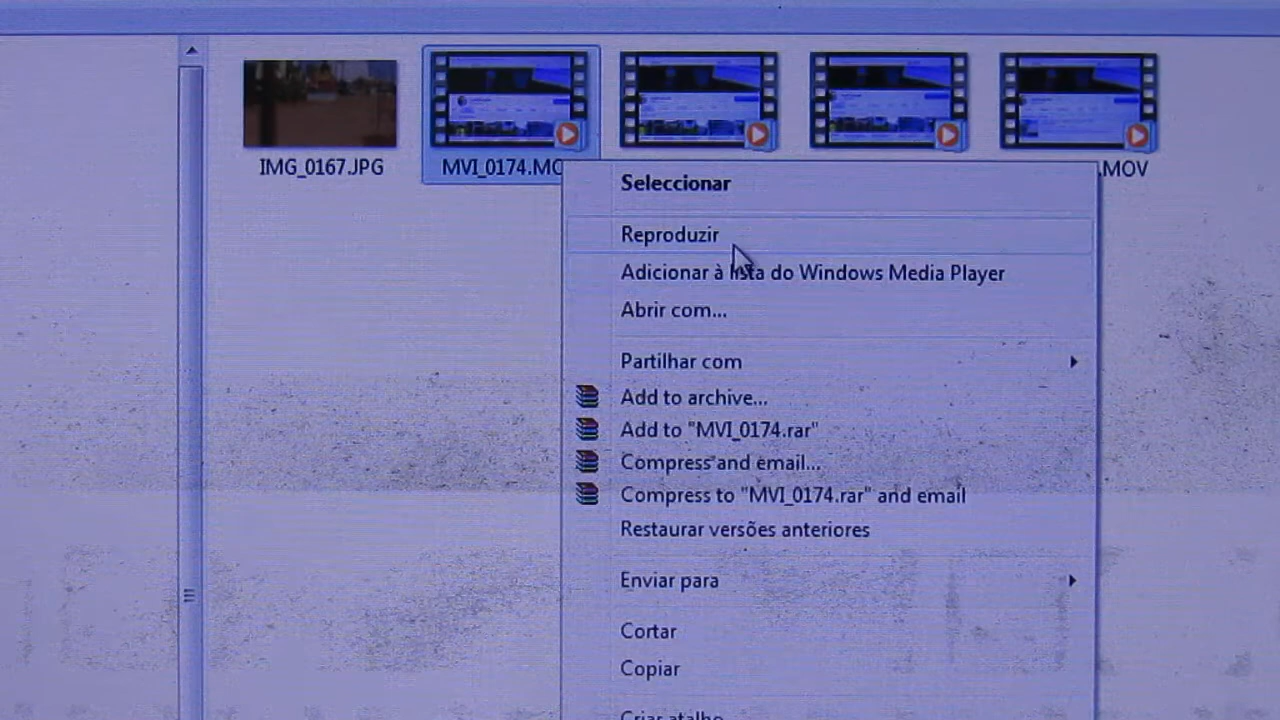 IMG_0167.JPG
MVI_0174.MO
.MOV
Seleccionar
Reproduzir
Adicionar à lista do Windows Media Player
Abrir com...
Partilhar com
Add to archive...
Add to "MVI_0174.rar"
Compress and email...
Compress to "MVI_0174.rar" and email
Restaurar versões anteriores
Enviar para
Cortar
Copiar
Criar atalho